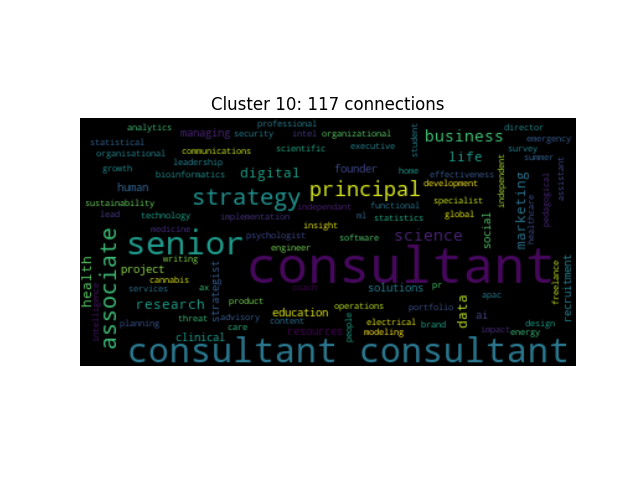 Cluster 10: 117 connections
professional
analytics
managing
security
intel
organizational
student
business
director
emergency
statistical
communications
scientific
executive
survey
organisational
leadership
life
summer
growth
bioinformatics
digital
founder
home
effectiveness
independent
assistant
human
strategy
principal
development
marketing
healthcare
pedagogical
sustainability
independant
functional
specialist
lead
technology
implementation
ml
statistics
global
social
medicine
insight
psychologist
software
science
senior
engineer
associate
health
intelligence
writing
project
cannabis
strategist
consultant
coach
solutions
pr
freelance
recruitment
services
ax
product
operations
apac
research
education
people
portfolio
data
ai
threat
advisory
content
electrical
brand
impact
design
planning
care
resources
modeling
energy
clinical
consultant consultant